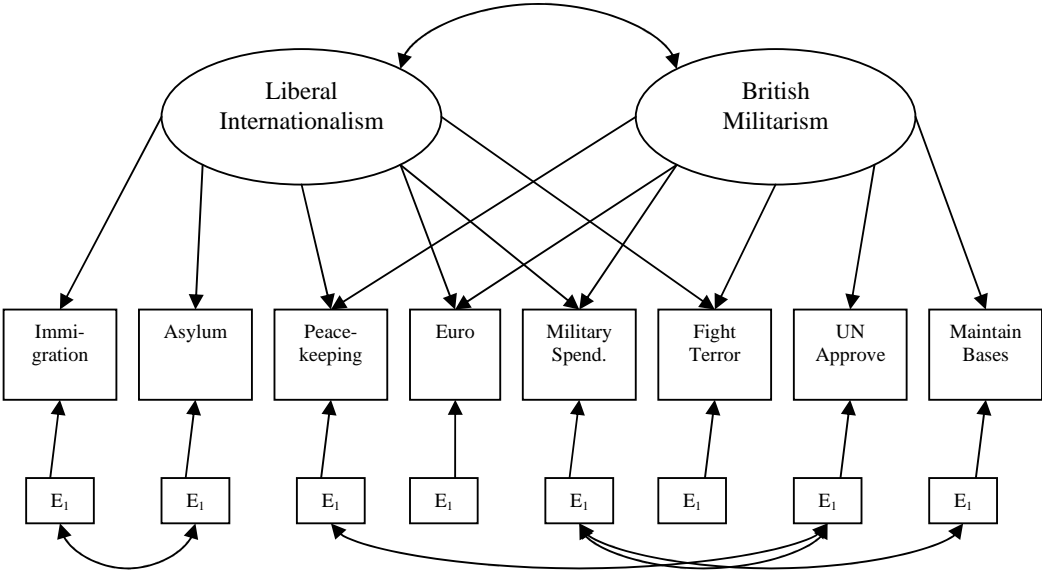 Liberal
Internationalism
British
Militarism
Immi-
gration
Asylum
Peace-
keeping
Euro
Military
Spend.
Fight
Terror
UN
Approve
Maintain
Bases
E₁
E₁
E₁
E₁
E₁
E₁
E₁
E₁